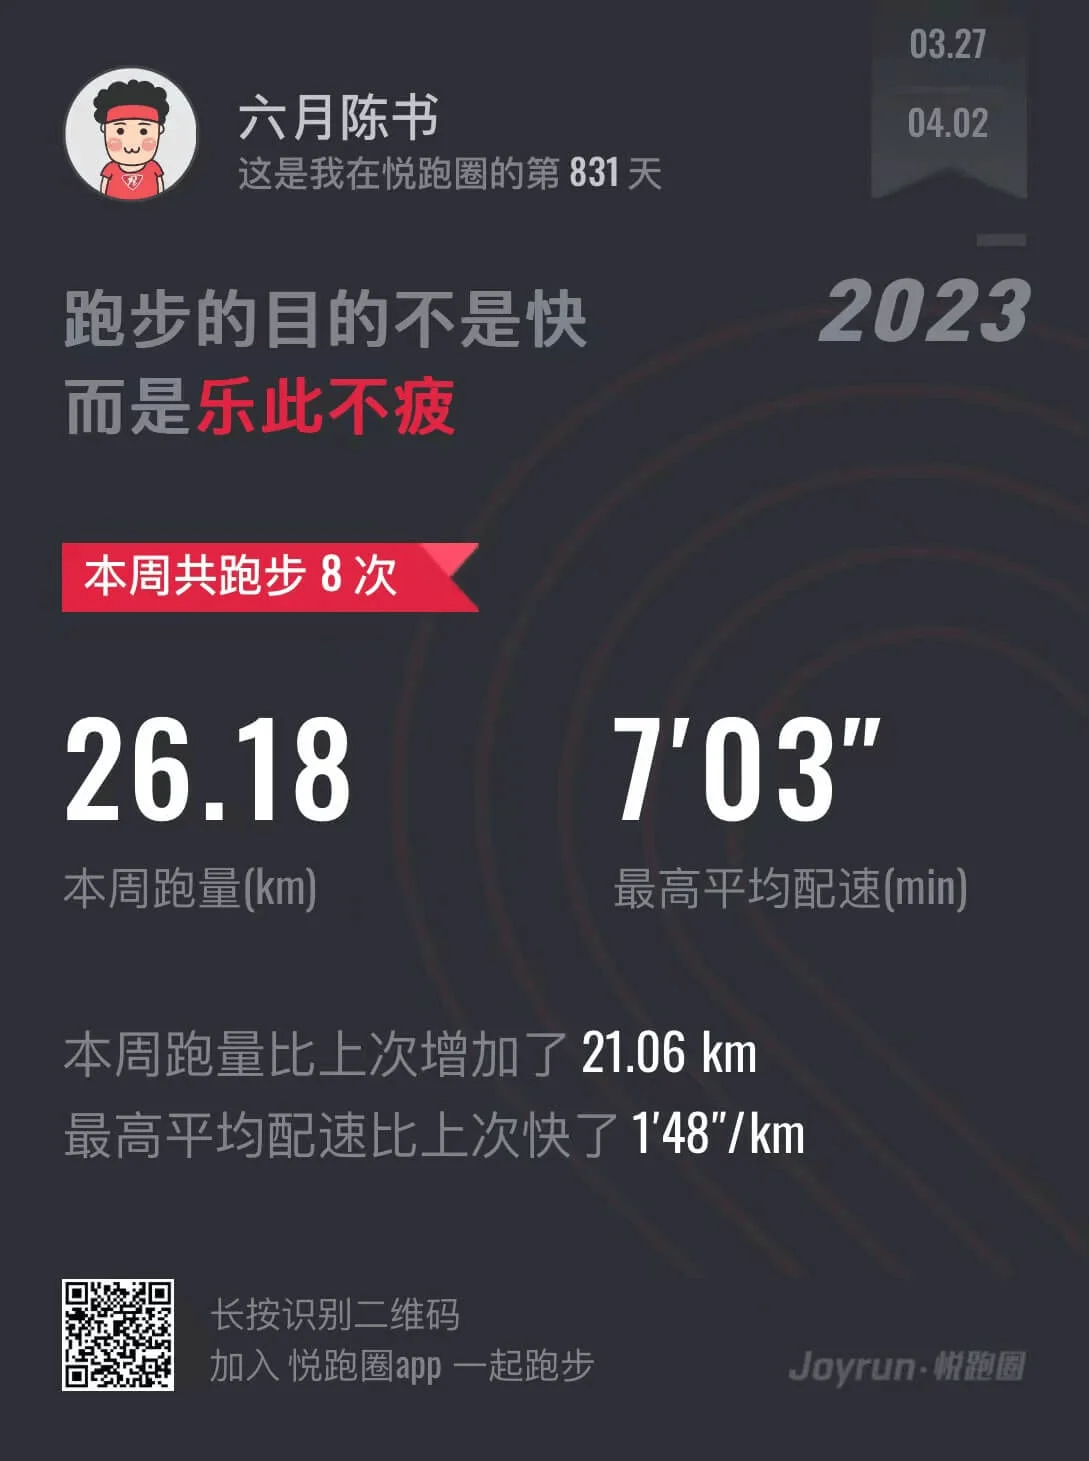 03.27
04.02
六月陈书
这是我在悦跑圈的第 831 天
2023
跑步的目的不是快
而是乐此不疲
本周共跑步 8 次
26.18
本周跑量(km)
7'03"
最高平均配速(min)
本周跑量比上次增加了 21.06 km
最高平均配速比上次快了 1'48"/km
长按识别二维码
加入 悦跑圈app 一起跑步
Joyrun·悦跑圈